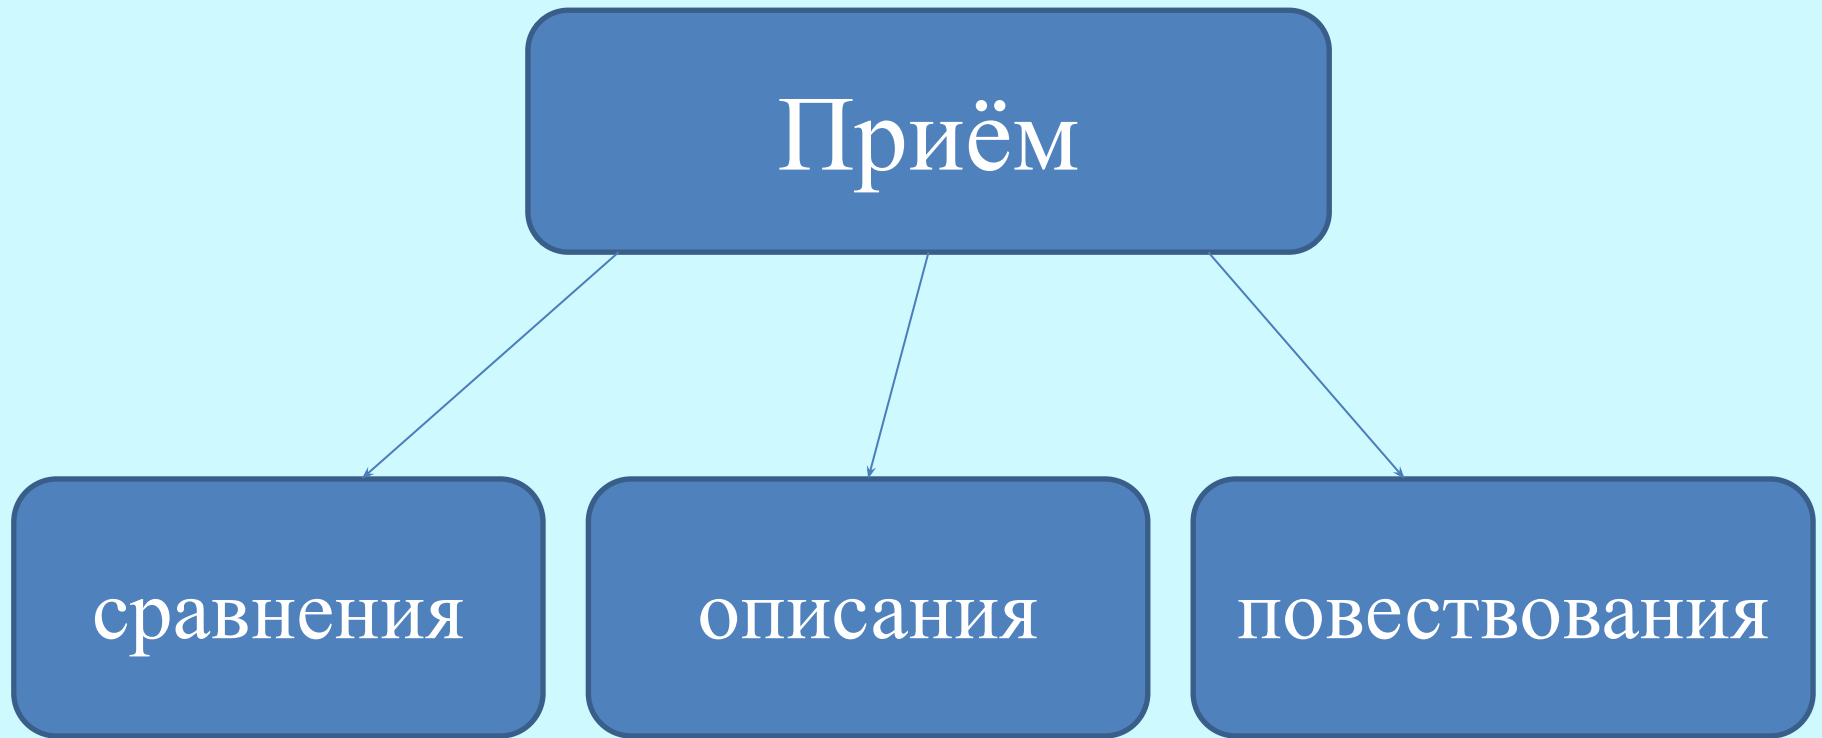 Приём
сравнения
описания
повествования